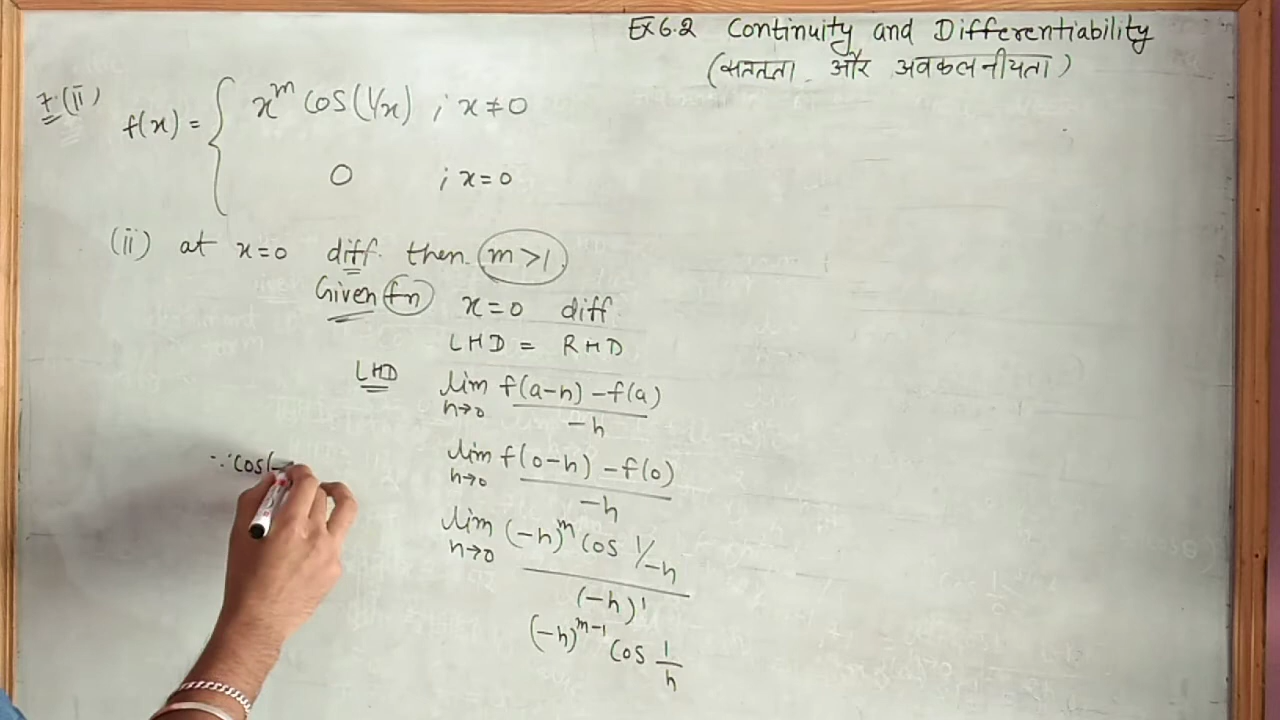 Ex 6.2 Continuity and Differentiability
(सततता और अवकलनीयता)
7.(ii) f(x) = { x^m cos(1/x) ; x≠0
0 ; x=0
(ii) at x=0 diff. then m>1.
Given fn x=0 diff.
LHD = RHD
LHD lim h→0 f(a-h) - f(a) / -h
lim h→0 f(0-h) - f(0) / -h
∵ cos(-
lim h→0 (-h)^m cos 1/-h / (-h)^1
(-h)^m-1 cos 1/h